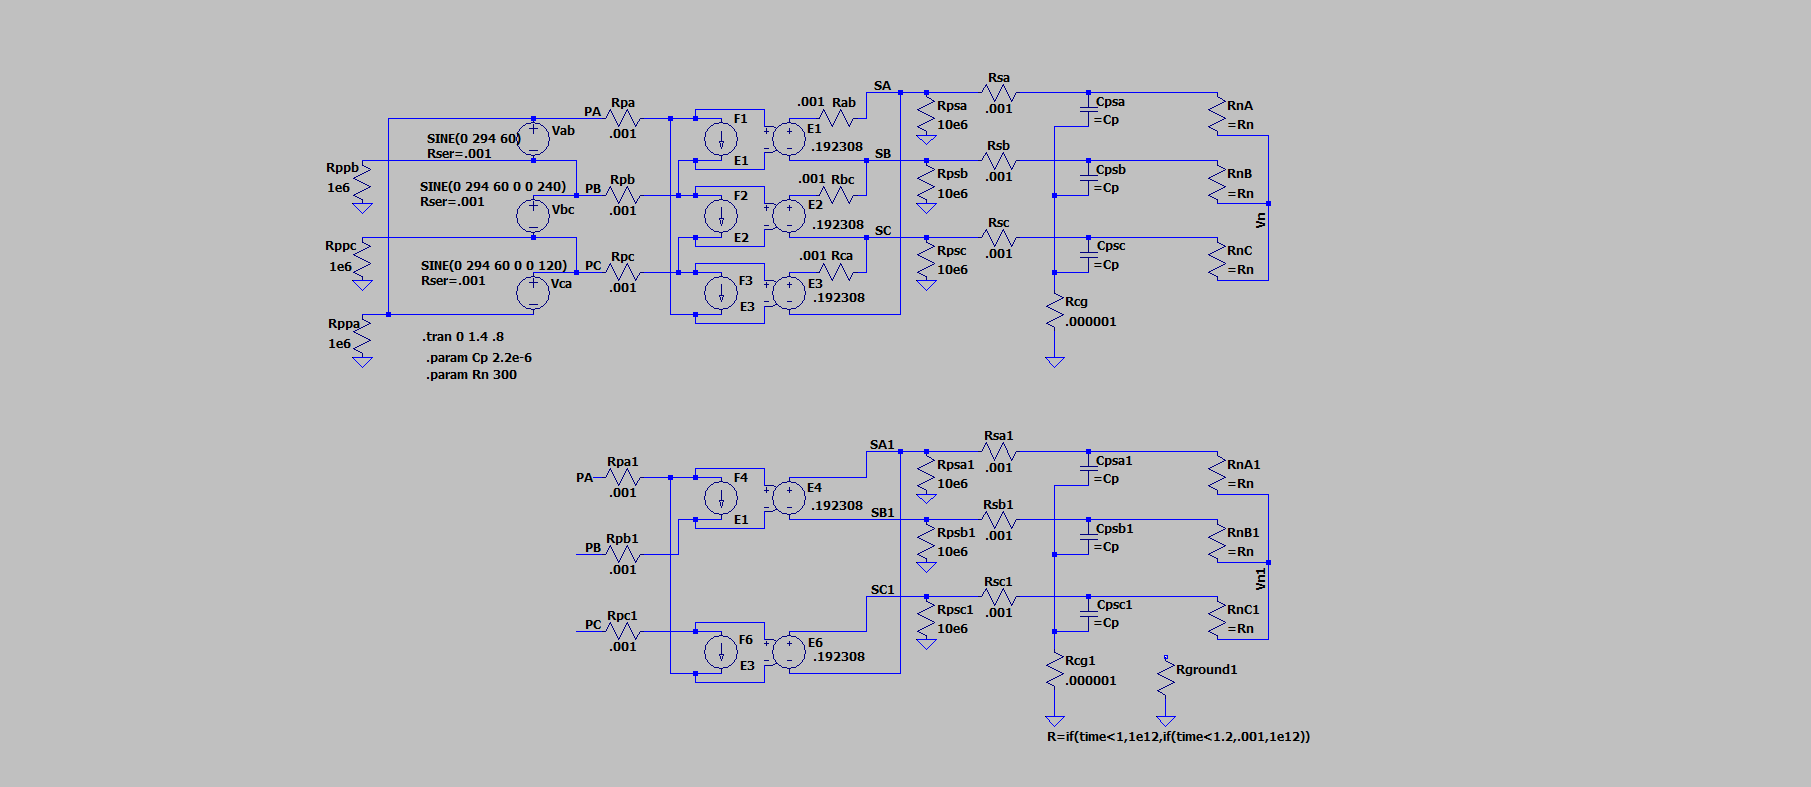 SA
Rsa
.001
.001 Rab
Rpa
PA
.001
F1
E1
E1
.192308
Rpsa
10e6
Cpsa
=Cp
RnA
=Rn
SINE(0 294 60)
Rser=.001
Vab
SB
Rsb
.001
Rppb
1e6
SINE(0 294 60 0 0 240)
Rser=.001
PB
Vbc
Rpb
.001
.001 Rbc
F2
E2
E2
.192308
Rpsb
10e6
Cpsb
=Cp
RnB
=Rn
Vn
SC
Rsc
.001
Rppc
1e6
SINE(0 294 60 0 0 120)
Rser=.001
PC
Vca
Rpc
.001
.001 Rca
F3
E3
E3
.192308
Rpsc
10e6
Cpsc
=Cp
RnC
=Rn
Rcg
.000001
Rppa
1e6
.tran 0 1.4 .8
.param Cp 2.2e-6
.param Rn 300
SA1
Rsa1
.001
PA
Rpa1
.001
F4
E1
E4
.192308
Rpsa1
10e6
Cpsa1
=Cp
RnA1
=Rn
SB1
Rsb1
.001
PB
Rpb1
.001
Rpsb1
10e6
Cpsb1
=Cp
RnB1
=Rn
Vn1
SC1
Rsc1
.001
PC
Rpc1
.001
F6
E3
E6
.192308
Rpsc1
10e6
Cpsc1
=Cp
RnC1
=Rn
Rcg1
.000001
Rground1
R=if(time<1,1e12,if(time<1.2,.001,1e12))